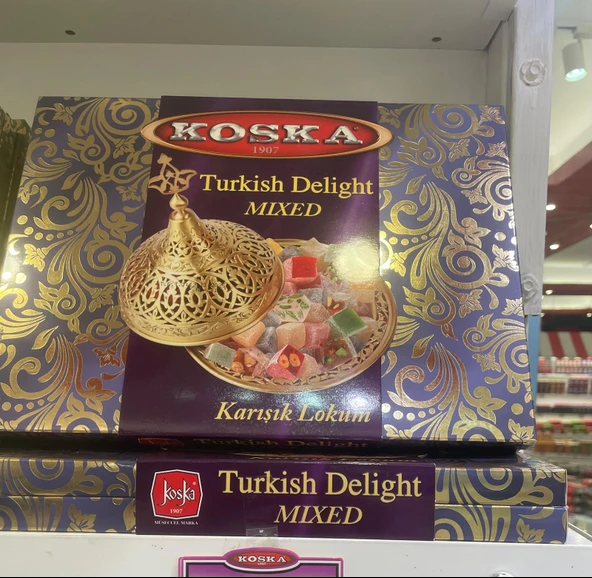 KOSKA
1907
Turkish Delight
MIXED
Karışık Lokum
Turkish Delight
koska
1907
Turkish Delight
MIXED
KOSKA